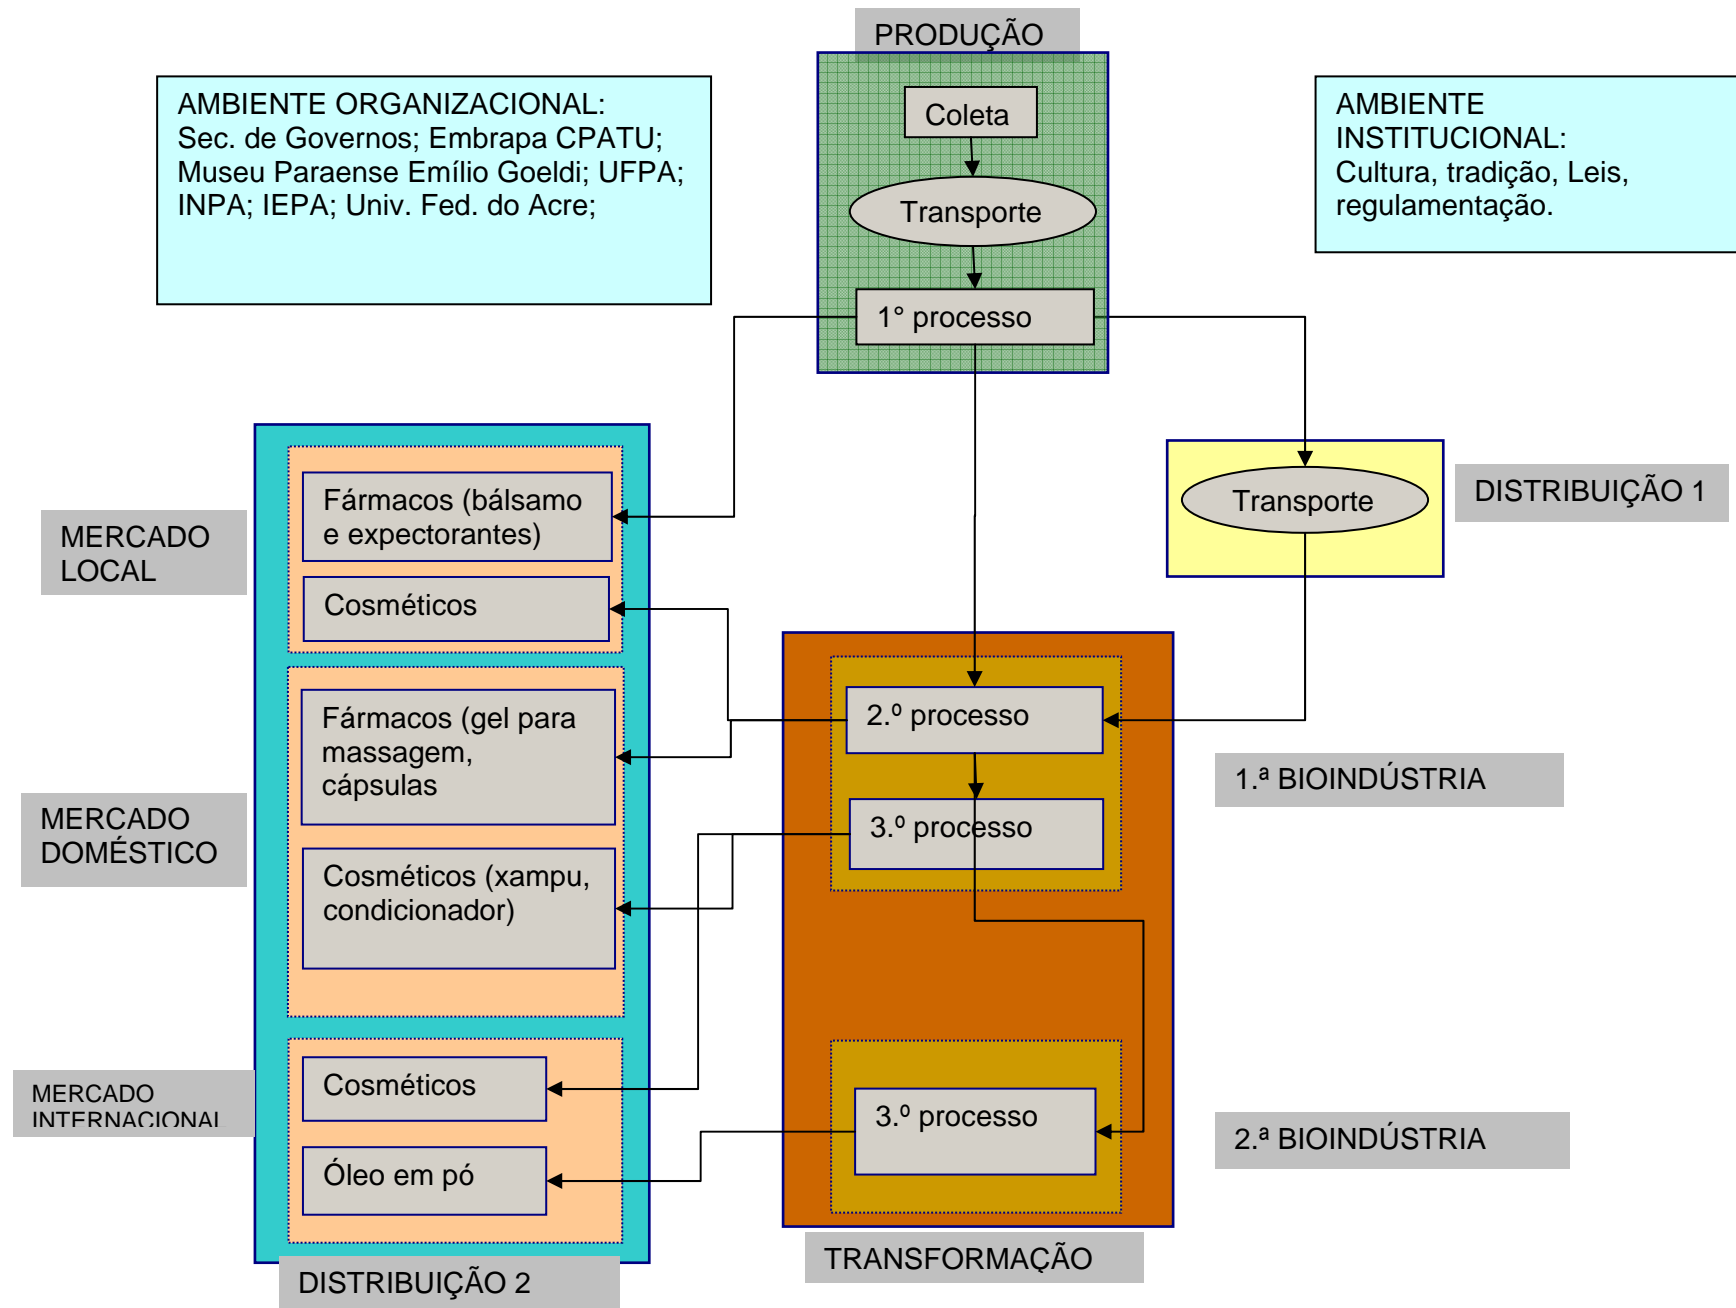 PRODUÇÃO
AMBIENTE ORGANIZACIONAL:
Sec. de Governos; Embrapa CPATU;
Museu Paraense Emílio Goeldi; UFPA;
INPA; IEPA; Univ. Fed. do Acre;
Coleta
Transporte
1° processo
AMBIENTE
INSTITUCIONAL:
Cultura, tradição, Leis,
regulamentação.
Transporte
DISTRIBUIÇÃO 1
MERCADO
LOCAL
Fármacos (bálsamo
e expectorantes)
Cosméticos
MERCADO
DOMÉSTICO
Fármacos (gel para
massagem,
cápsulas
Cosméticos (xampu,
condicionador)
2.º processo
3.º processo
1.ª BIOINDÚSTRIA
MERCADO
INTERNACIONAL
Cosméticos
Óleo em pó
3.º processo
2.ª BIOINDÚSTRIA
TRANSFORMAÇÃO
DISTRIBUIÇÃO 2